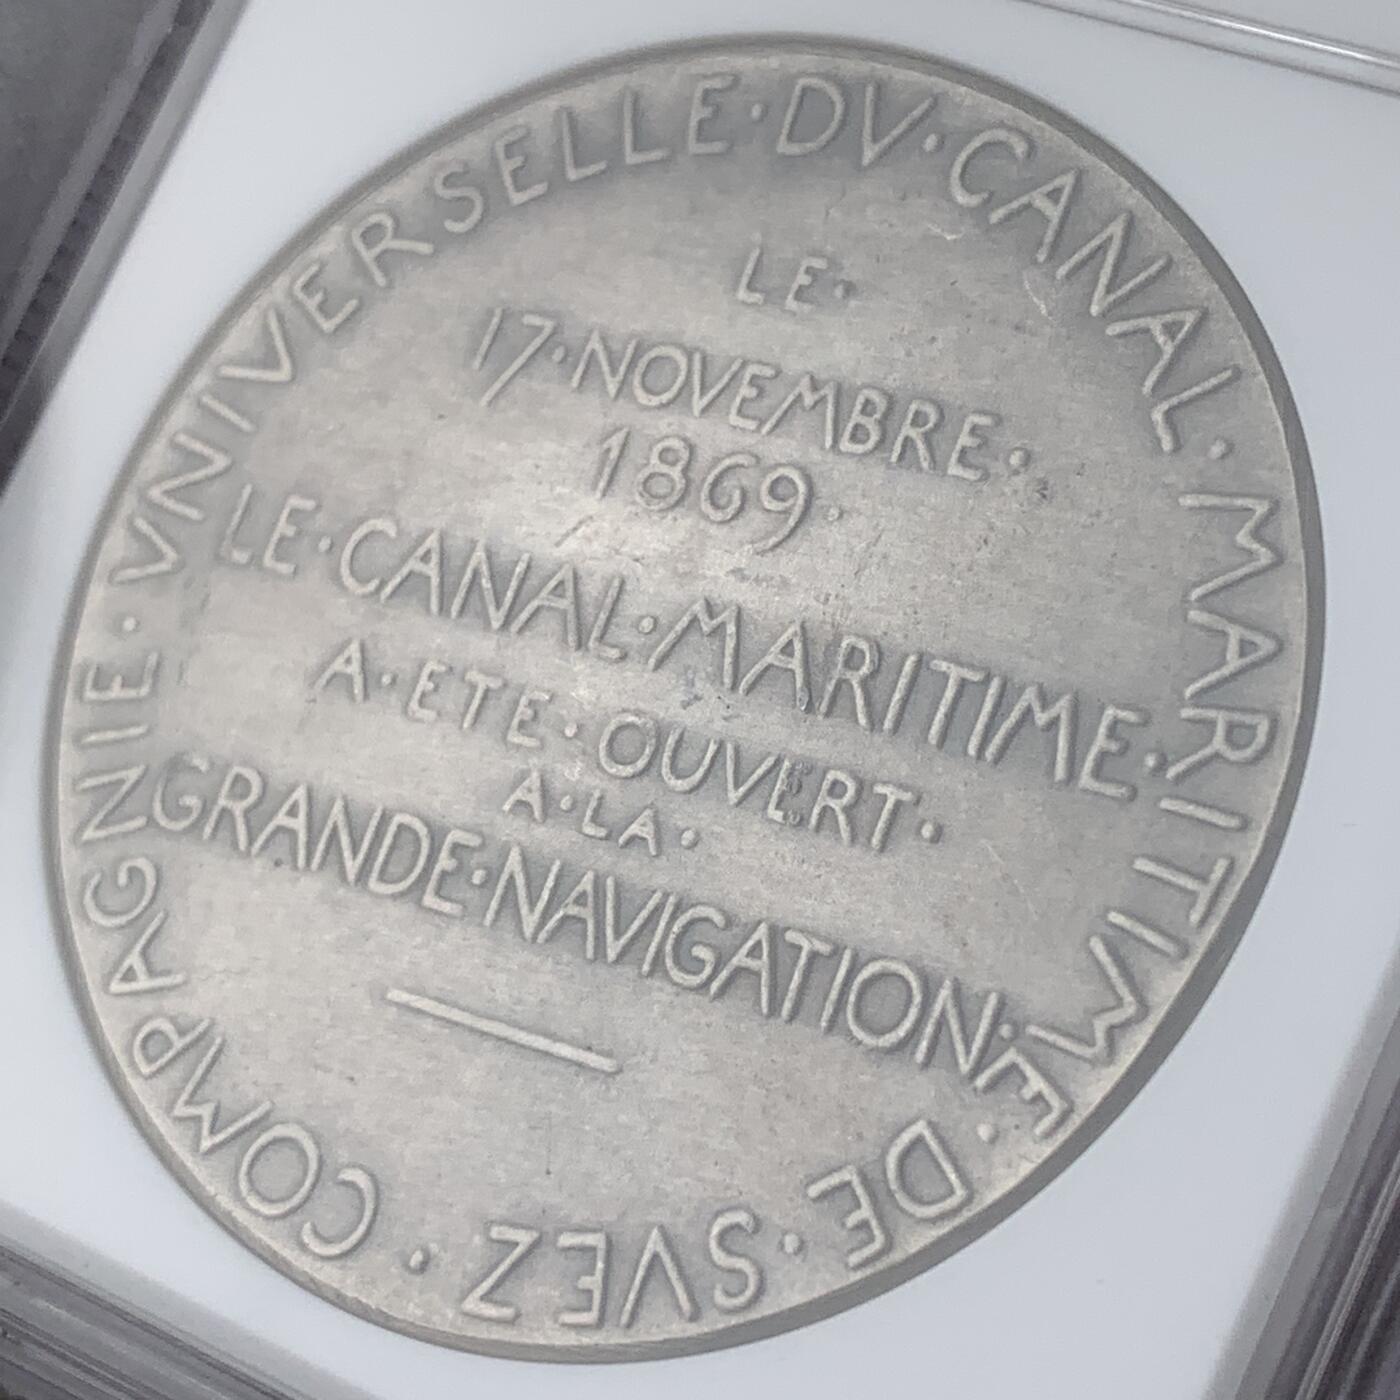 COMPAGNIE · VNIVERSELLE · DV · CANAL · MARITIME · DE · SVEZ ·
LE ·
17 · NOVEMBRE ·
1869 ·
LE · CANAL · MARITIME ·
A · ETE · OUVERT ·
A · LA ·
GRANDE · NAVIGATION ·